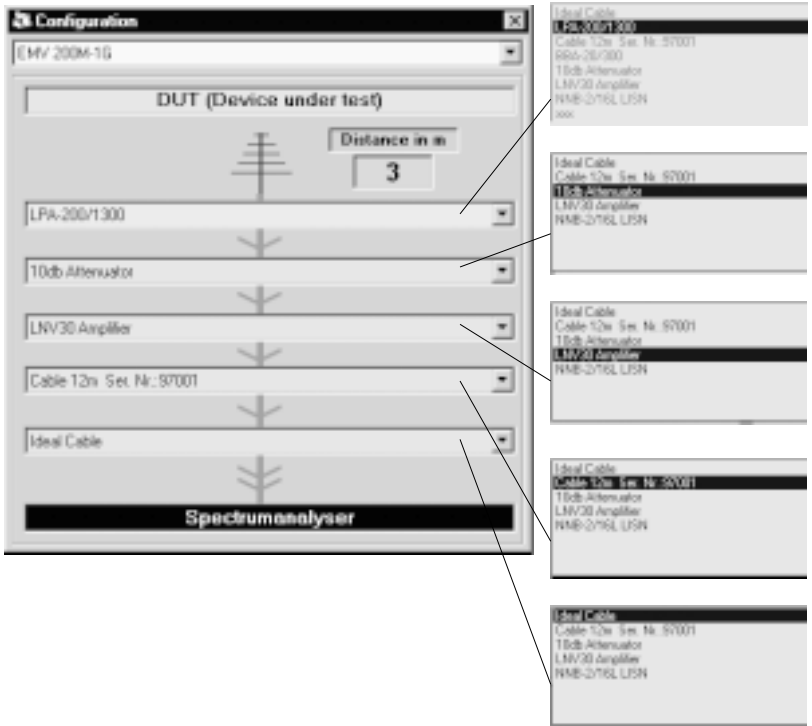 Configuration
EMV 200M-1G
DUT (Device under test)
Distance in m
3
LPA-200/1300
10db Attenuator
LNV30 Amplifier
Cable 12m Ser. Nr.:97001
Ideal Cable
Spectrumanalyser
Ideal Cable
LPA-200/1300
Cable 12m Ser. Nr.:97001
BBA-20/300
10db Attenuator
LNV30 Amplifier
NNB-2/16L LISN
xxx
Ideal Cable
Cable 12m Ser. Nr.:97001
10db Attenuator
LNV30 Amplifier
NNB-2/16L LISN
Ideal Cable
Cable 12m Ser. Nr.:97001
10db Attenuator
LNV30 Amplifier
NNB-2/16L LISN
Ideal Cable
Cable 12m Ser. Nr.:97001
10db Attenuator
LNV30 Amplifier
NNB-2/16L LISN
Ideal Cable
Cable 12m Ser. Nr.:97001
10db Attenuator
LNV30 Amplifier
NNB-2/16L LISN